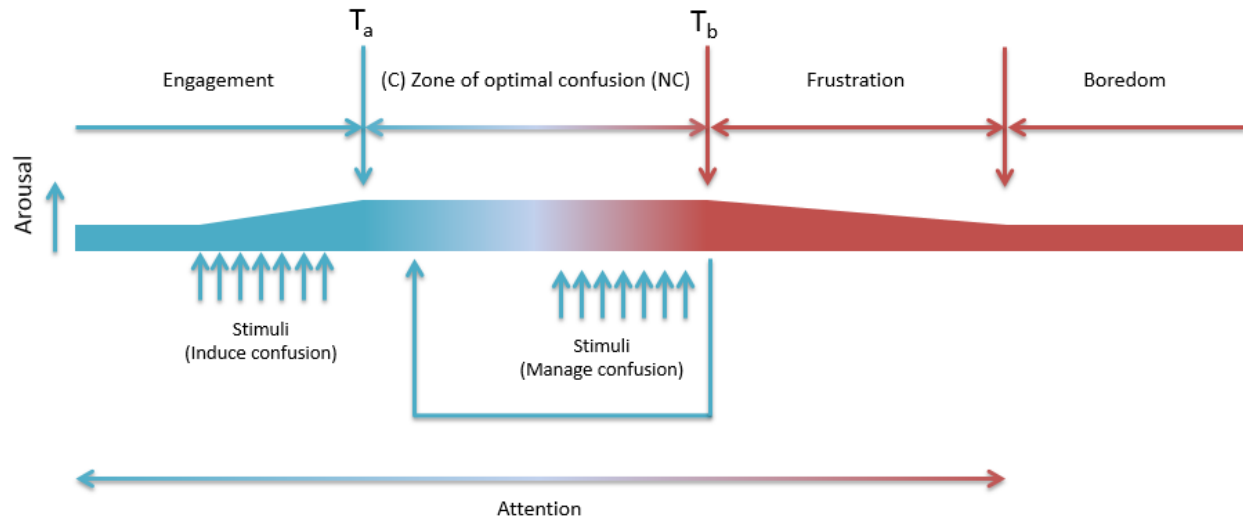 Ta
Tb
Engagement
(C) Zone of optimal confusion (NC)
Frustration
Boredom
Arousal
Stimuli
(Induce confusion)
Stimuli
(Manage confusion)
Attention